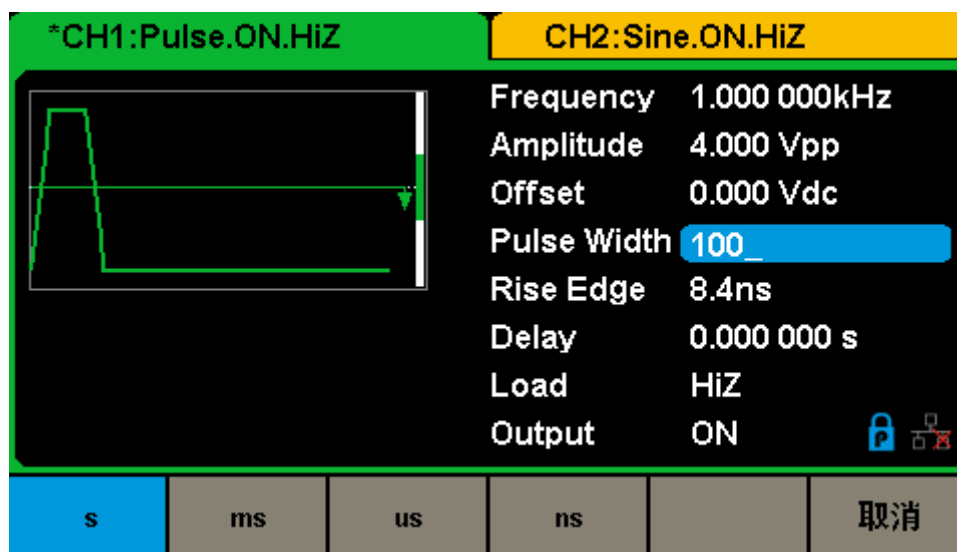 *CH1:Pulse.ON.HiZ
CH2:Sine.ON.HiZ
Frequency 1.000 000kHz
Amplitude 4.000 Vpp
Offset 0.000 Vdc
Pulse Width 100_
Rise Edge 8.4ns
Delay 0.000 000 s
Load HiZ
Output ON
P
s ms us ns 取消